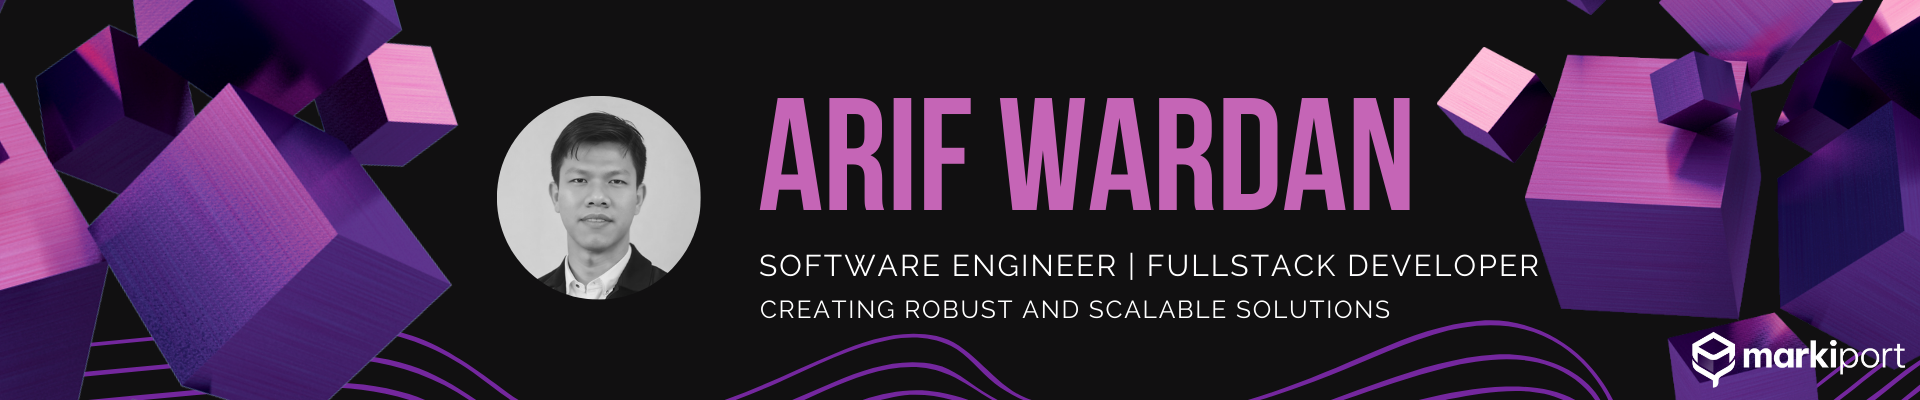 ARIF WARDAN
SOFTWARE ENGINEER | FULLSTACK DEVELOPER
CREATING ROBUST AND SCALABLE SOLUTIONS
markiport